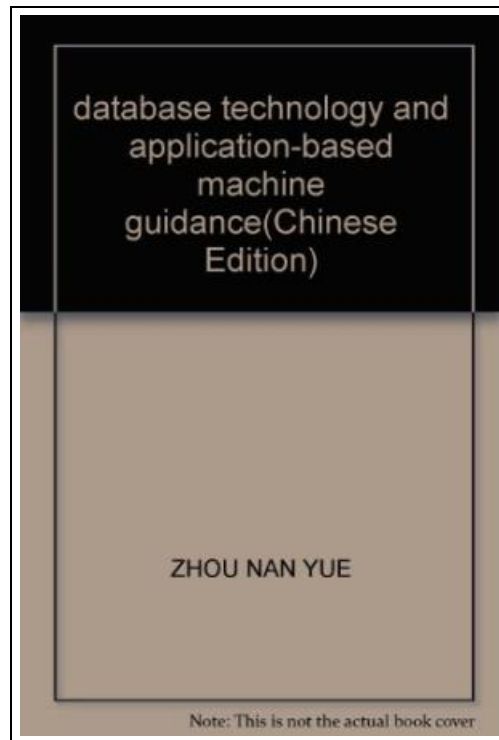 database technology and
application-based
machine
guidance(Chinese
Edition)
ZHOU NAN YUE
Note: This is not the actual book cover